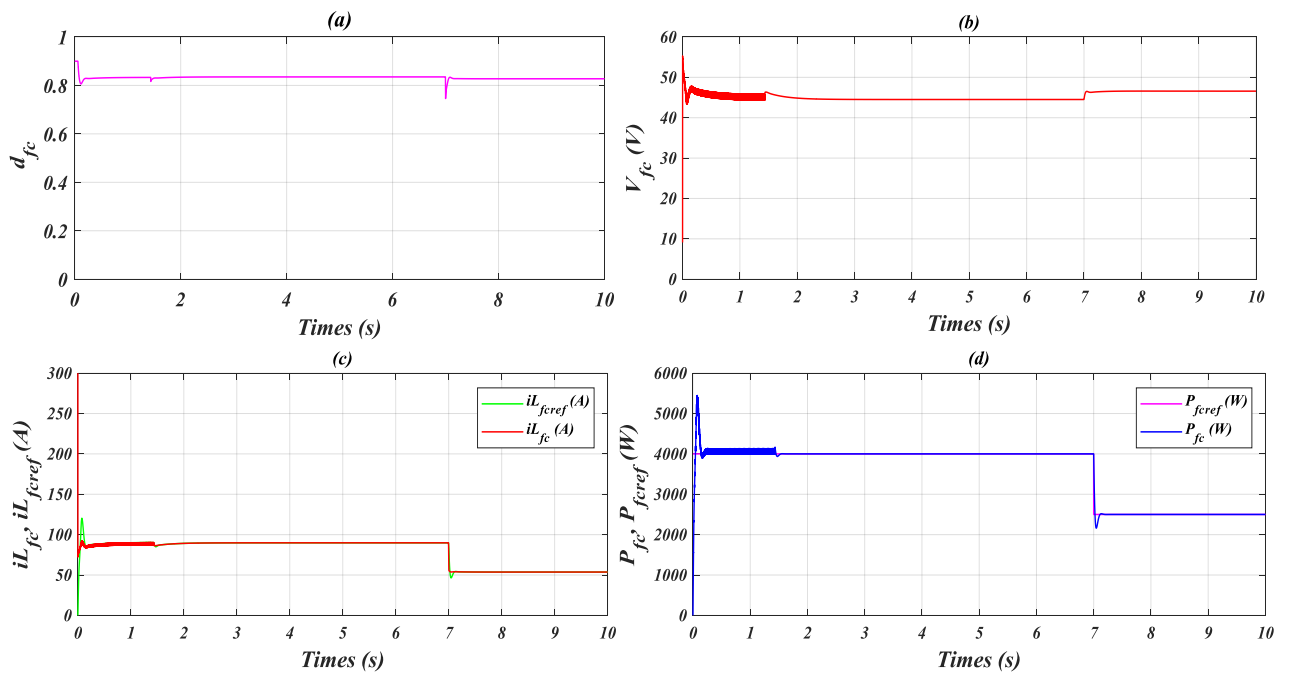 (a)
1
0.8
0.6
0.4
0.2
0
d_fc
0 2 4 6 8 10
Times (s)
(b)
60
50
40
30
20
10
0
V_fc (V)
0 1 2 3 4 5 6 7 8 9 10
Times (s)
(c)
300
250
200
150
100
50
0
iL_fc, iL_fcref (A)
iL_fcref (A)
iL_fc (A)
0 1 2 3 4 5 6 7 8 9 10
Times (s)
(d)
6000
5000
4000
3000
2000
1000
0
P_fc, P_fcref (W)
P_fcref (W)
P_fc (W)
0 1 2 3 4 5 6 7 8 9 10
Times (s)